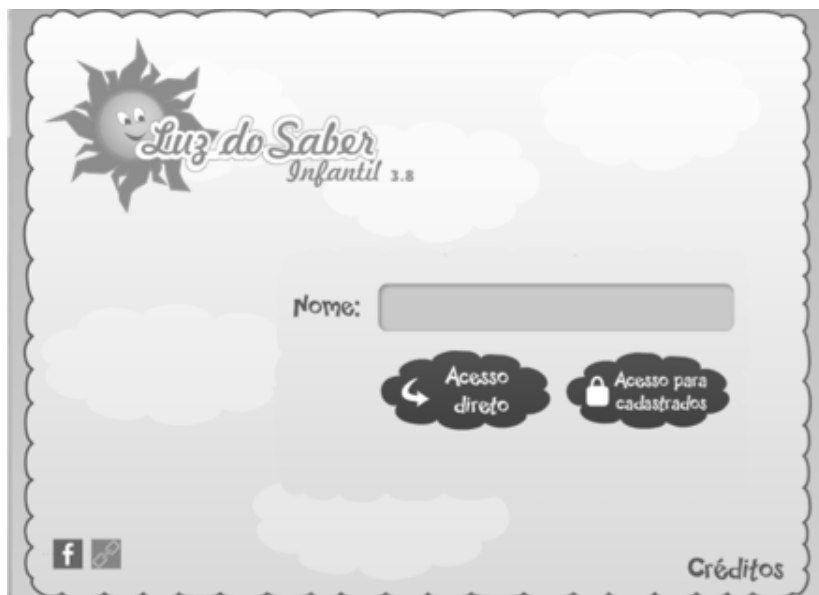 Luz do Saber
Infantil 3.8
Nome:
Acesso
direto
Acesso para
cadastrados
f
Créditos